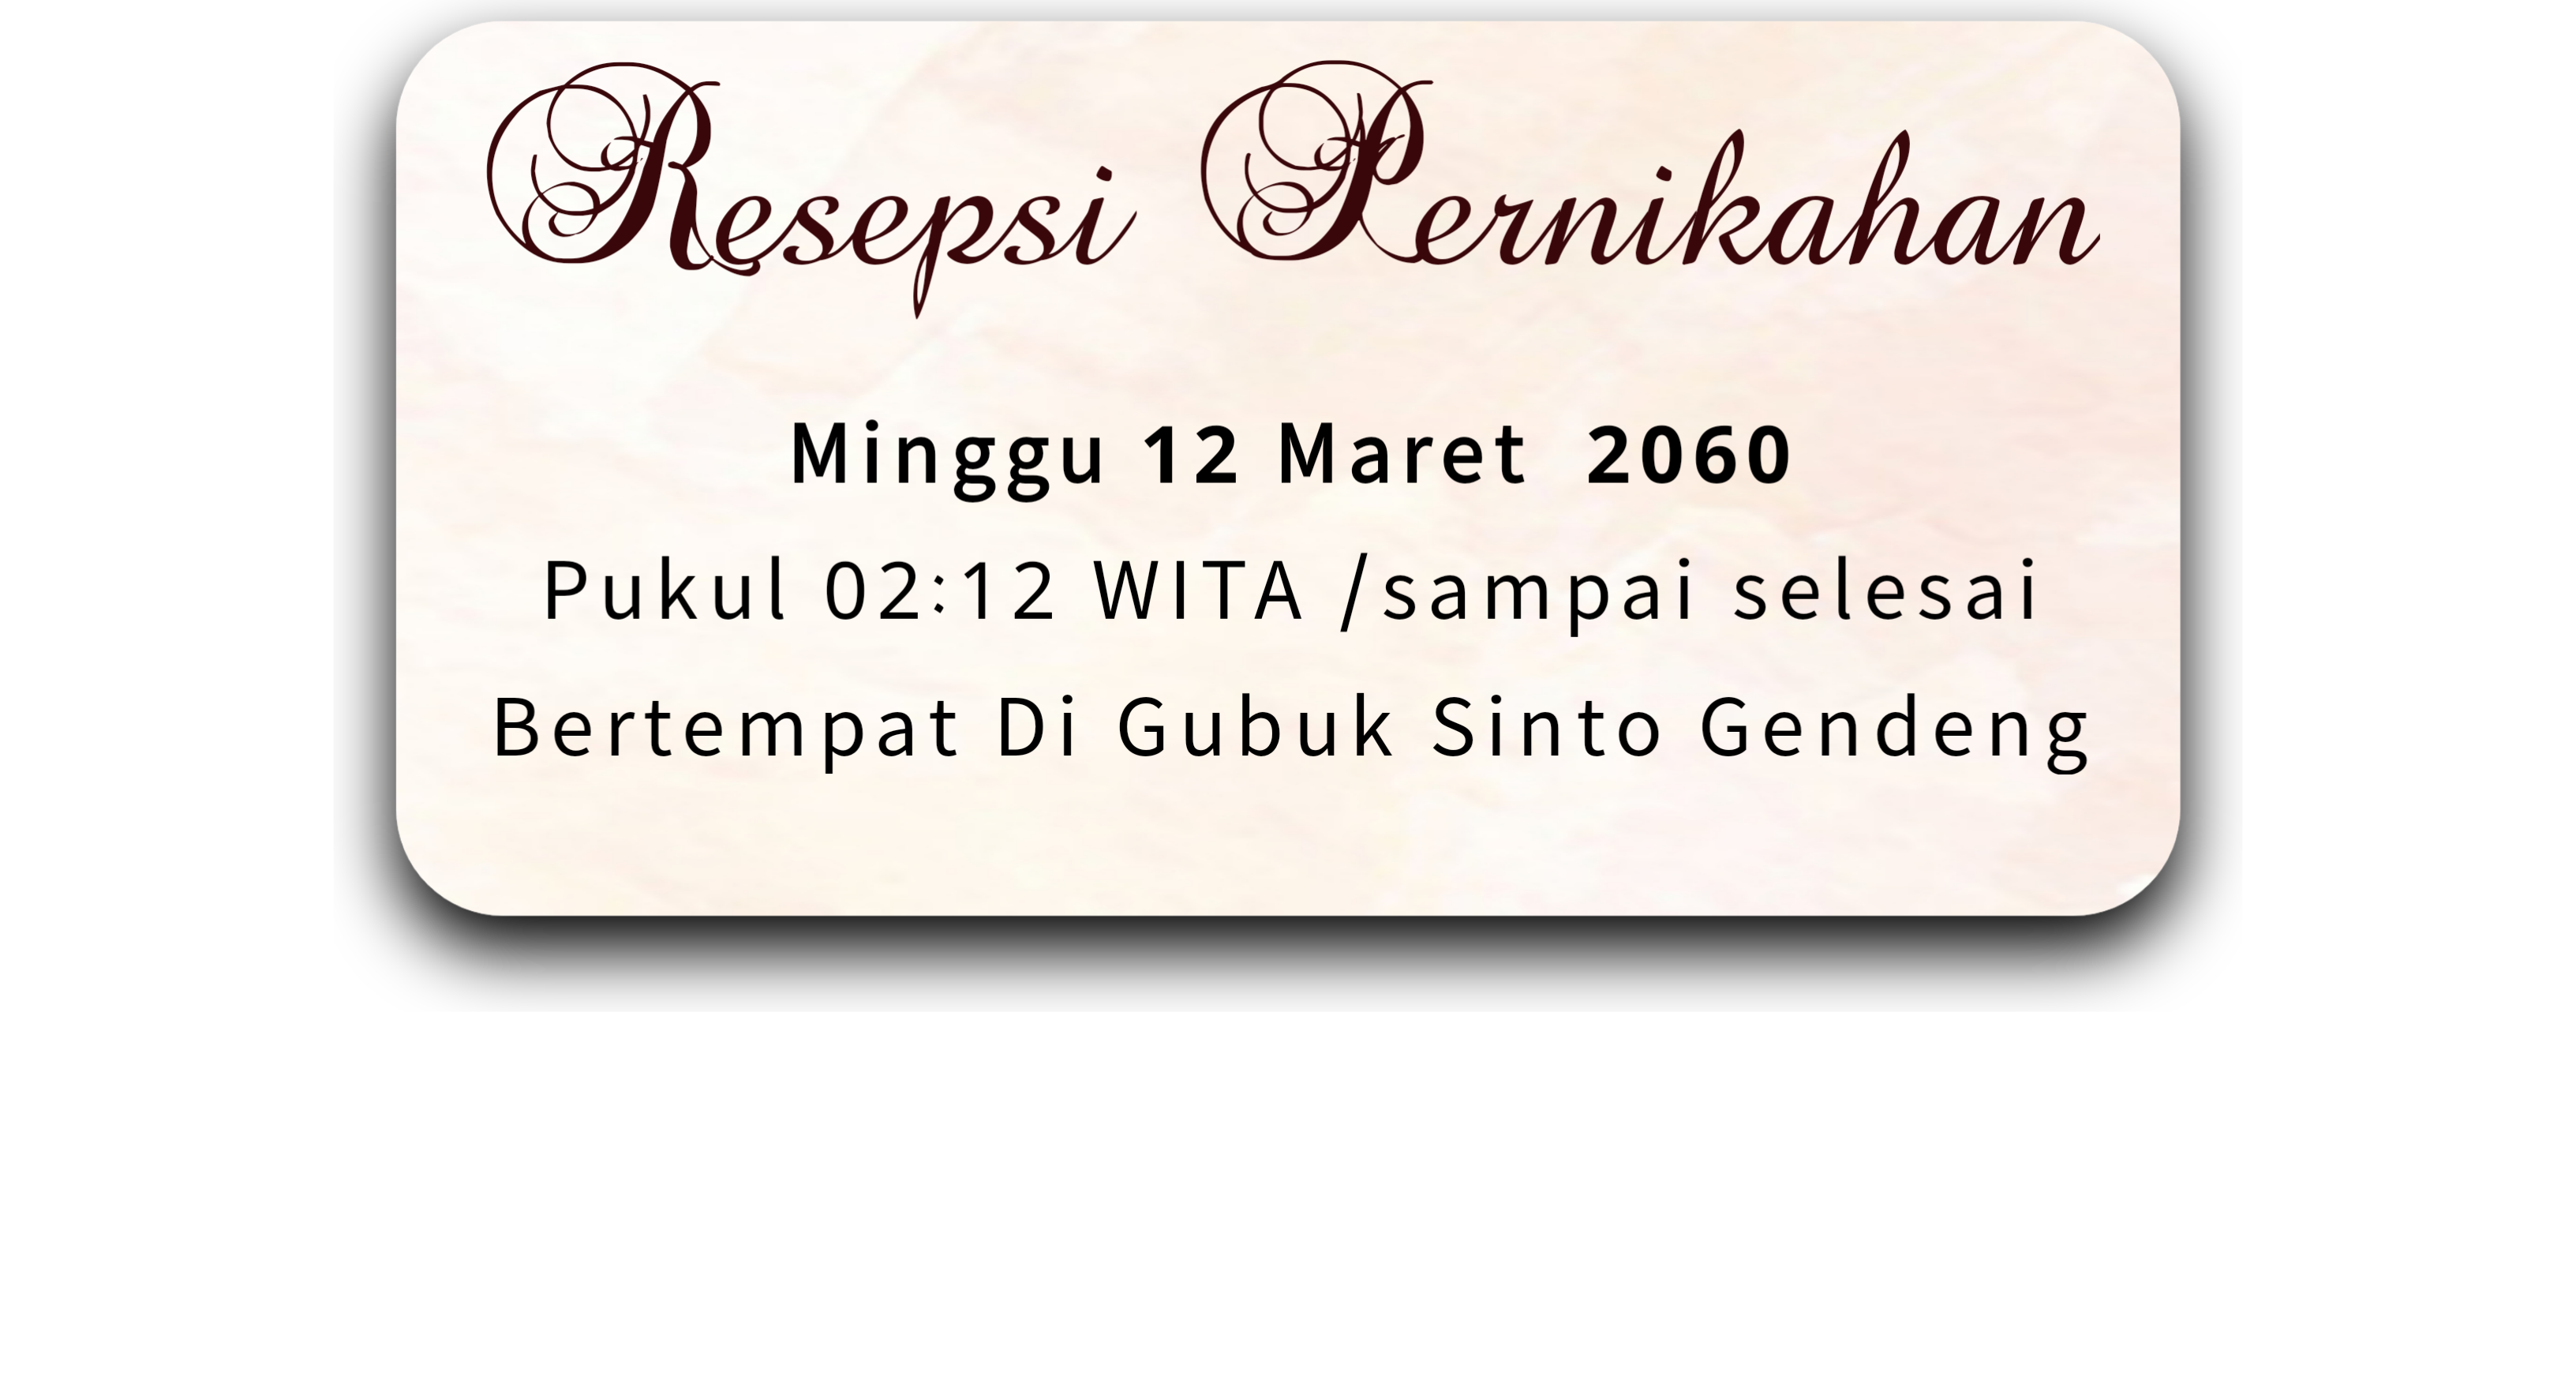 Resepsi Pernikahan
Minggu 12 Maret 2060
Pukul 02:12 WITA /sampai selesai
Bertempat Di Gubuk Sinto Gendeng